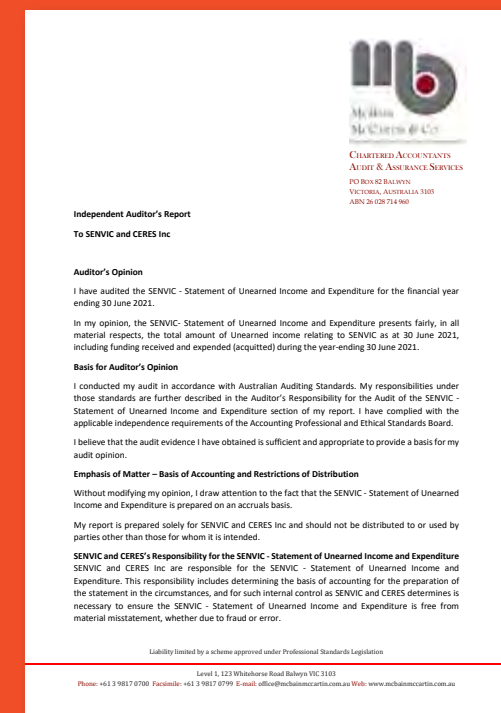 mb
McBain
McCartin & Co
CHARTERED ACCOUNTANTS
AUDIT & ASSURANCE SERVICES
PO BOX 82 BALWYN
VICTORIA, AUSTRALIA 3103
ABN 26 028 714 960
Independent Auditor's Report
To SENVIC and CERES Inc
Auditor's Opinion
I have audited the SENVIC - Statement of Unearned Income and Expenditure for the financial year
ending 30 June 2021.
In my opinion, the SENVIC- Statement of Unearned Income and Expenditure presents fairly, in all
material respects, the total amount of Unearned income relating to SENVIC as at 30 June 2021,
including funding received and expended (acquitted) during the year-ending 30 June 2021.
Basis for Auditor's Opinion
I conducted my audit in accordance with Australian Auditing Standards. My responsibilities under
those standards are further described in the Auditor's Responsibility for the Audit of the SENVIC -
Statement of Unearned Income and Expenditure section of my report. I have complied with the
applicable independence requirements of the Accounting Professional and Ethical Standards Board.
I believe that the audit evidence I have obtained is sufficient and appropriate to provide a basis for my
audit opinion.
Emphasis of Matter – Basis of Accounting and Restrictions of Distribution
Without modifying my opinion, I draw attention to the fact that the SENVIC - Statement of Unearned
Income and Expenditure is prepared on an accruals basis.
My report is prepared solely for SENVIC and CERES Inc and should not be distributed to or used by
parties other than those for whom it is intended.
SENVIC and CERES's Responsibility for the SENVIC - Statement of Unearned Income and Expenditure
SENVIC and CERES Inc are responsible for the SENVIC - Statement of Unearned Income and
Expenditure. This responsibility includes determining the basis of accounting for the preparation of
the statement in the circumstances, and for such internal control as SENVIC and CERES determines is
necessary to ensure the SENVIC - Statement of Unearned Income and Expenditure is free from
material misstatement, whether due to fraud or error.
Liability limited by a scheme approved under Professional Standards Legislation
Level 1, 123 Whitehorse Road Balwyn VIC 3103
Phone: +61 3 9817 0700 Facsimile: +61 3 9817 0799 E-mail: office@mcbainmccartin.com.au Web: www.mcbainmccartin.com.au